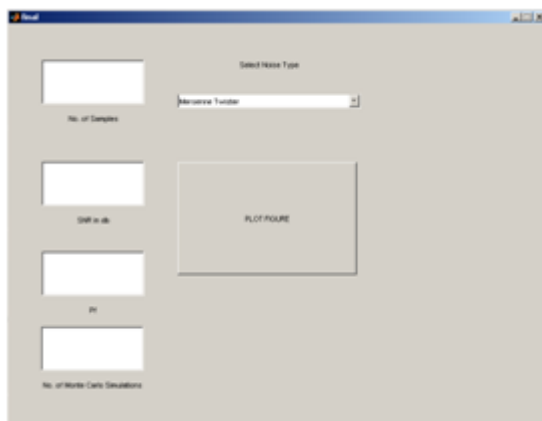 final
Select Noise Type
Mersenne Twister
No. of Samples
SNR in db
PLOT FIGURE
Pf
No. of Monte Carlo Simulations